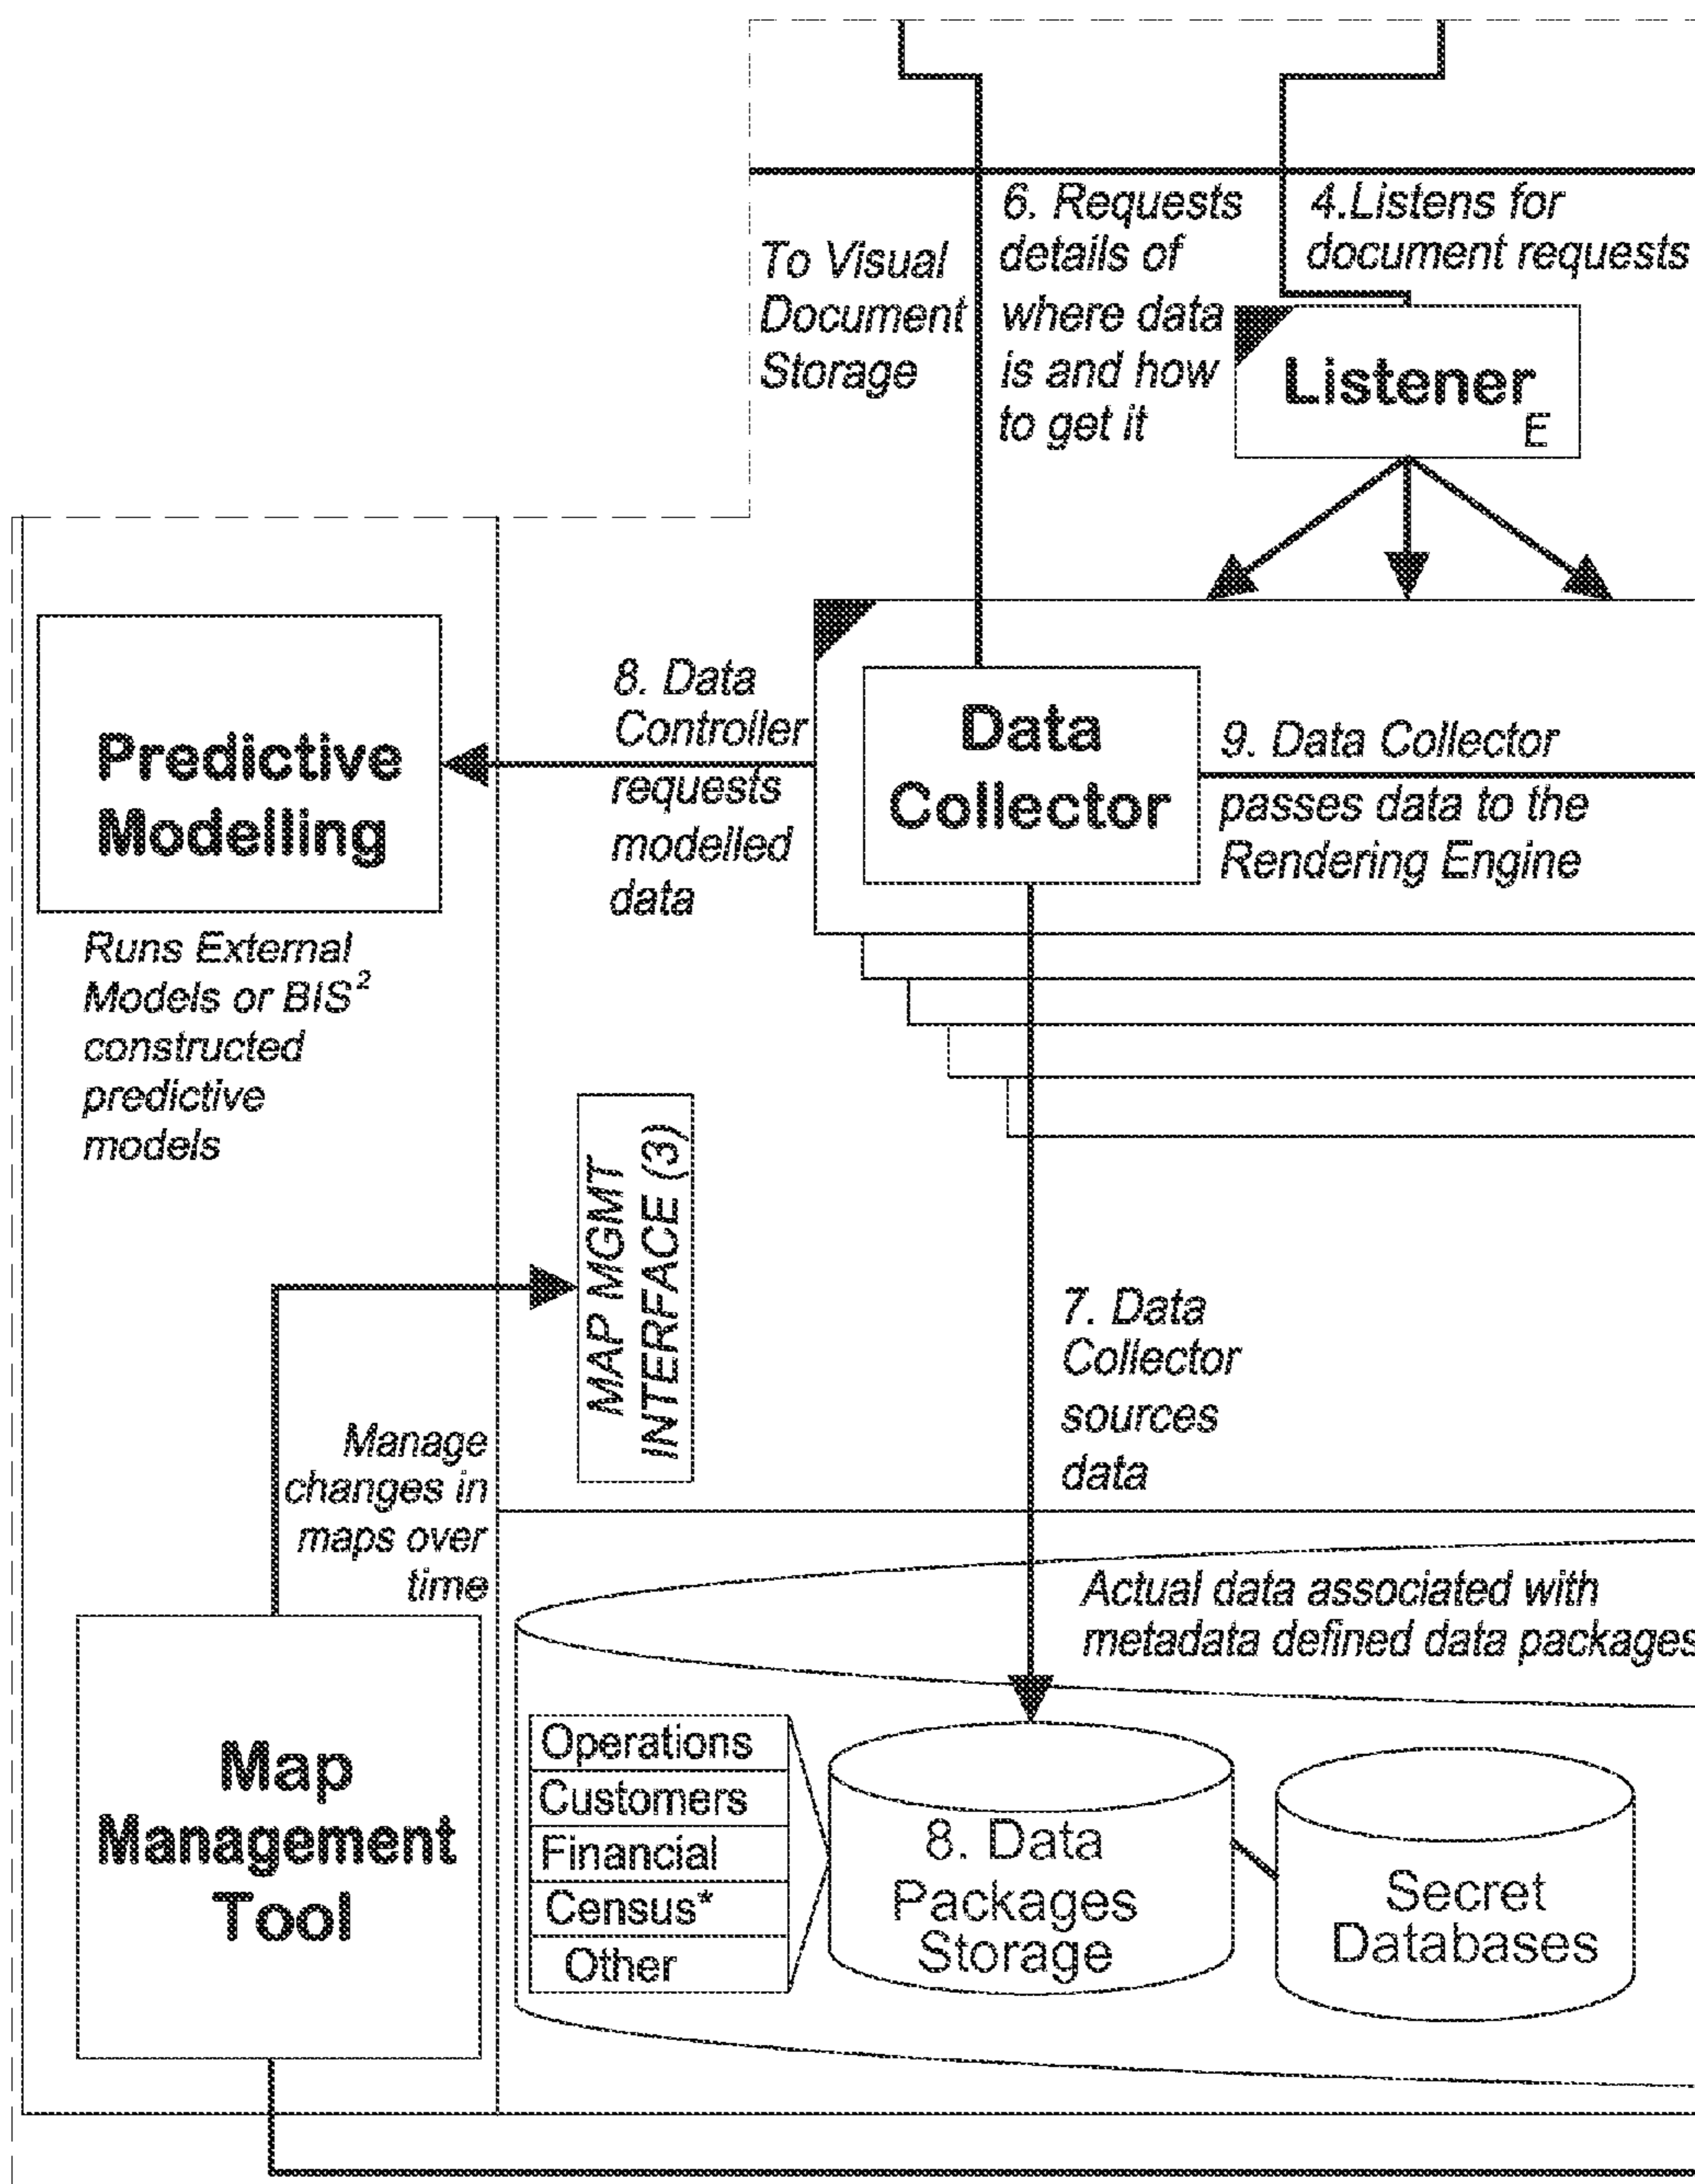 6. Requests
details of
where data
is and how
to get it
4.Listens for
document requests
To Visual
Document
Storage
Listener
E
Predictive
Modelling
8. Data
Controller
requests
modelled
data
Data
Collector
9. Data Collector
passes data to the
Rendering Engine
Runs External
Models or BIS²
constructed
predictive
models
MAP MGMT
INTERFACE (3)
7. Data
Collector
sources
data
Manage
changes in
maps over
time
Actual data associated with
metadata defined data packages
Map
Management
Tool
Operations
Customers
Financial
Census*
Other
8. Data
Packages
Storage
Secret
Databases